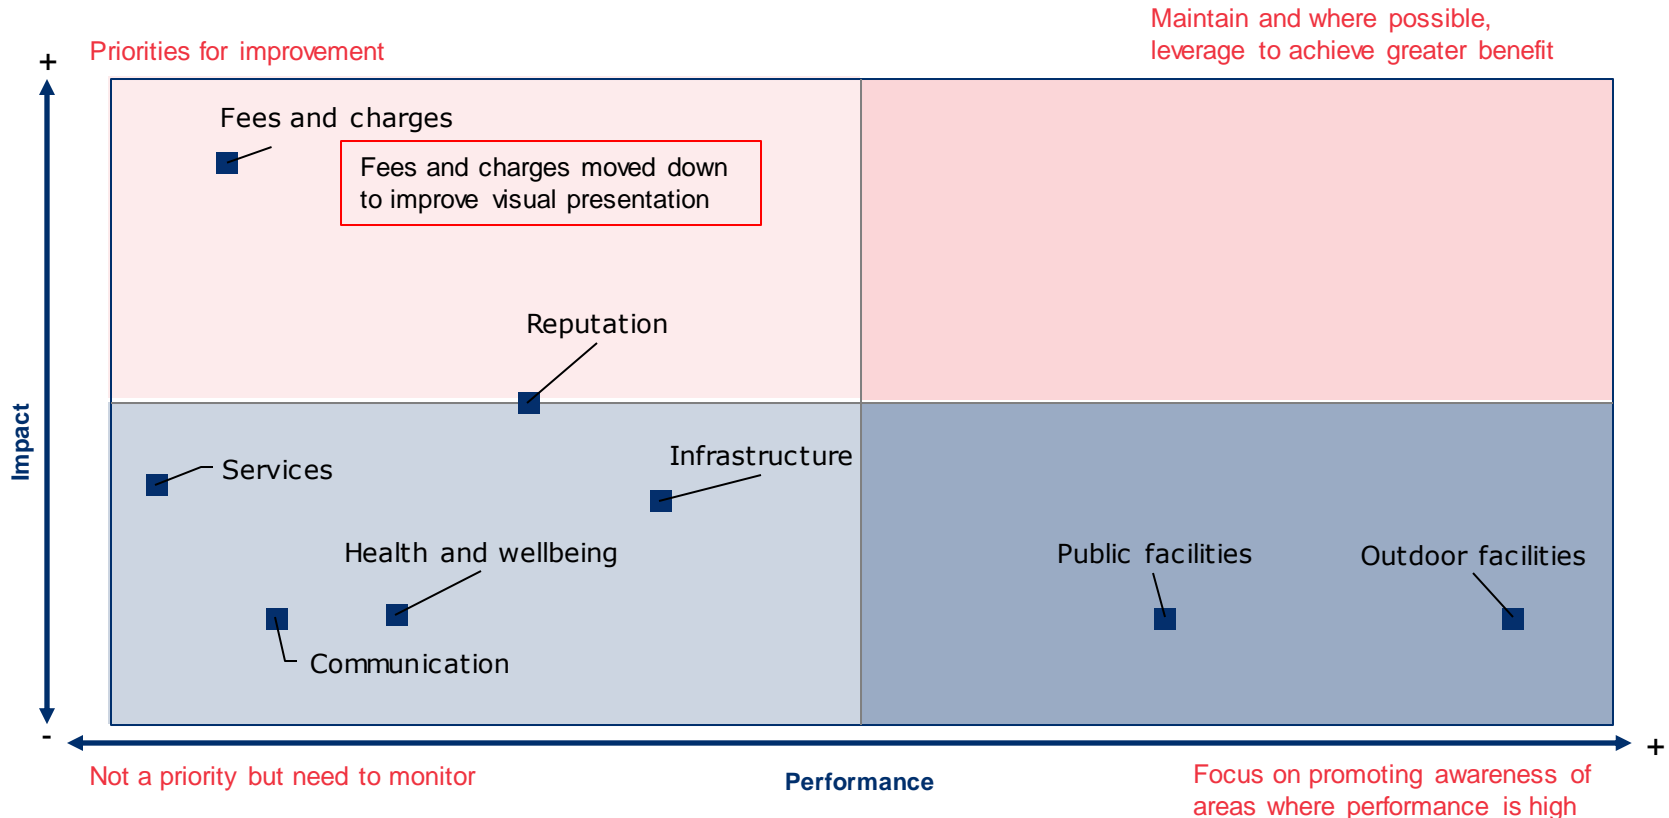 Maintain and where possible,
leverage to achieve greater benefit
Priorities for improvement
+
Fees and charges
Fees and charges moved down
to improve visual presentation
Reputation
Impact
Services
Infrastructure
Health and wellbeing
Public facilities
Outdoor facilities
Communication
-
+
Not a priority but need to monitor
Performance
Focus on promoting awareness of
areas where performance is high